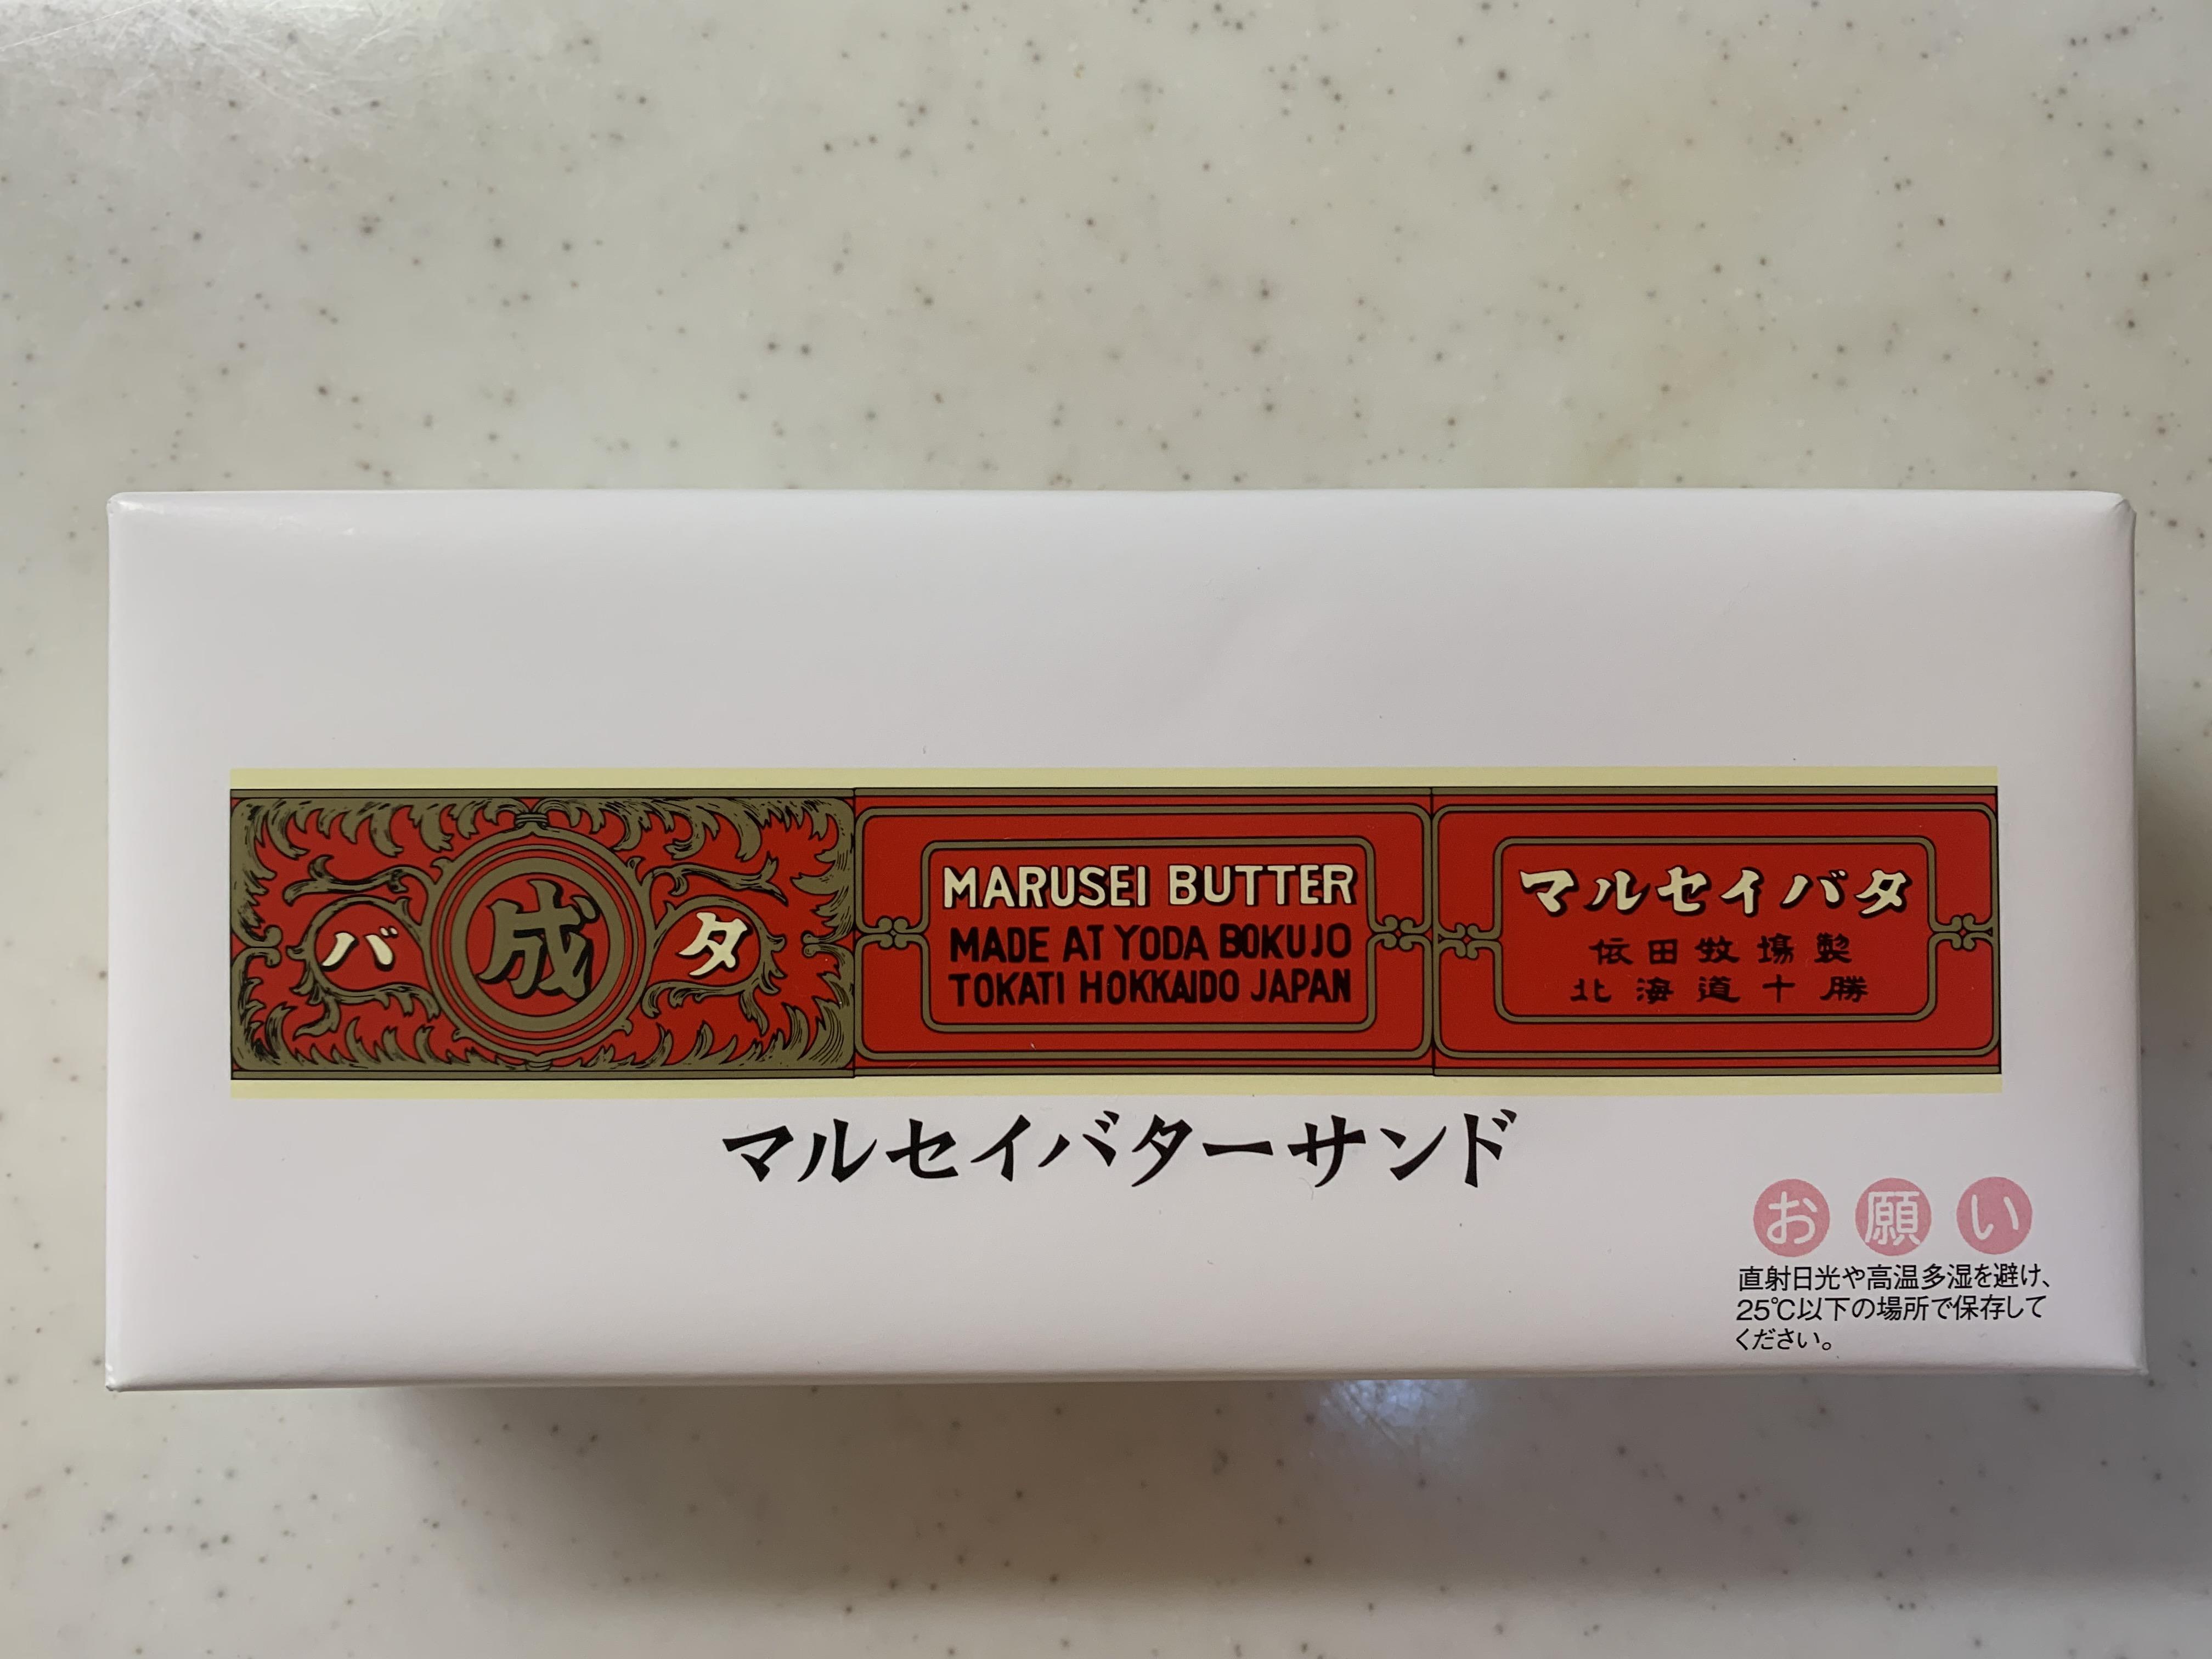 バ 成 タ
MARUSEI BUTTER
MADE AT YODA BOKUJO
TOKATI HOKKAIDO JAPAN
マルセイバタ
依田牧場製
北海道十勝
マルセイバターサンド
お願い
直射日光や高温多湿を避け、
25℃以下の場所で保存して
ください。